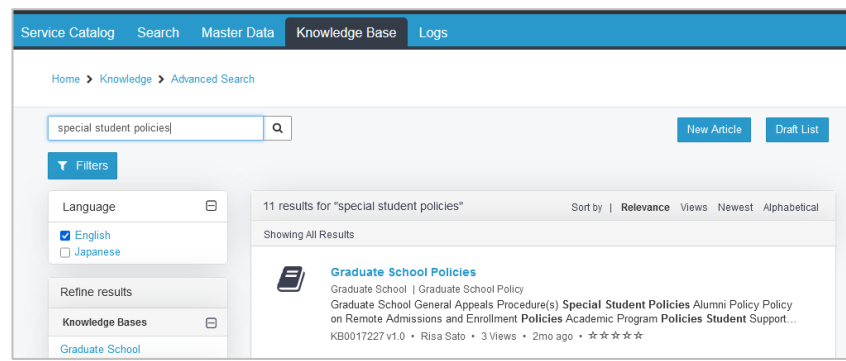 Service Catalog Search Master Data Knowledge Base Logs
Home > Knowledge > Advanced Search
special student policies
New Article Draft List
Filters
Language
English
Japanese
Refine results
Knowledge Bases
Graduate School
11 results for "special student policies" Sort by | Relevance Views Newest Alphabetical
Showing All Results
Graduate School Policies
Graduate School | Graduate School Policy
Graduate School General Appeals Procedure(s) Special Student Policies Alumni Policy Policy
on Remote Admissions and Enrollment Policies Academic Program Policies Student Support...
KB0017227 v1.0 • Risa Sato • 3 Views • 2mo ago • ☆☆☆☆☆